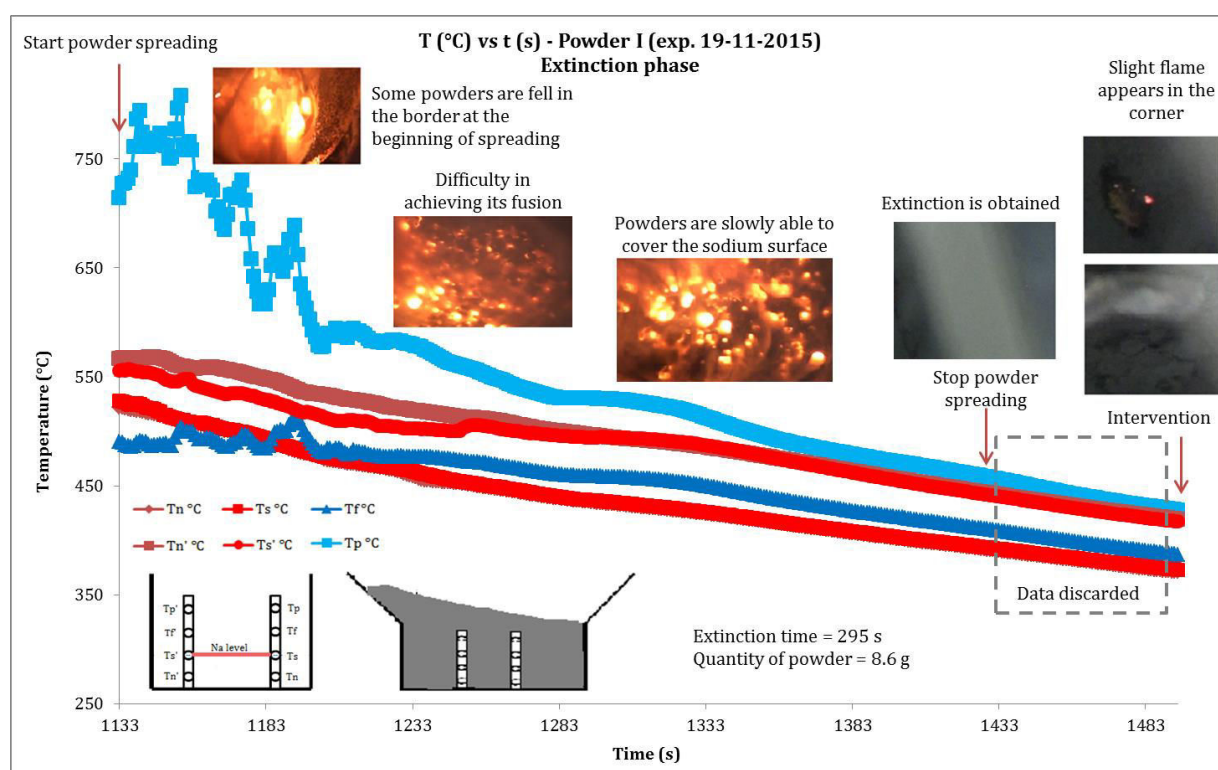 T (°C) vs t (s) - Powder I (exp. 19-11-2015)
Extinction phase
Start powder spreading
Some powders are fell in
the border at the
beginning of spreading
Difficulty in
achieving its fusion
Powders are slowly able to
cover the sodium surface
Extinction is obtained
Slight flame
appears in the
corner
Stop powder
spreading
Intervention
Data discarded
Temperature (°C)
750
650
550
450
350
250
Tn °C
Ts °C
Tf °C
Tn' °C
Ts' °C
Tp °C
Tp'
Tp
Tf'
Tf
Na level
Ts'
Ts
Tn'
Tn
Extinction time = 295 s
Quantity of powder = 8.6 g
1133
1183
1233
1283
1333
1383
1433
1483
Time (s)